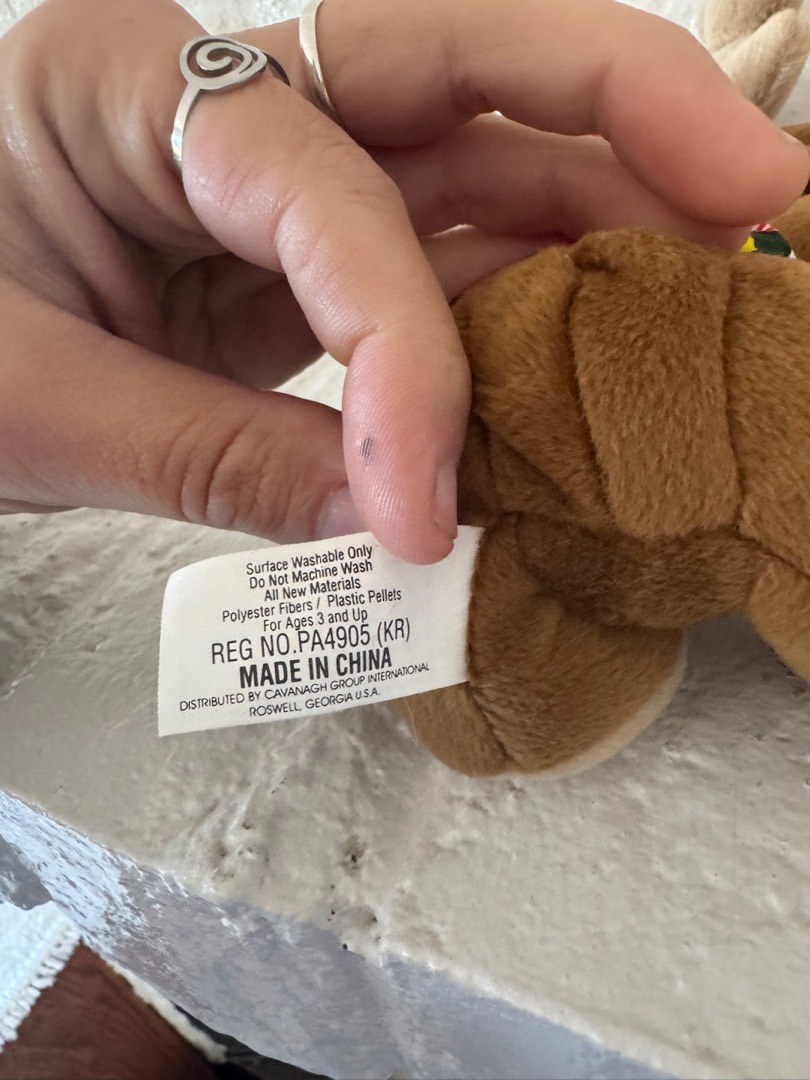 Surface Washable Only
Do Not Machine Wash
All New Materials
Polyester Fibers / Plastic Pellets
For Ages 3 and Up
REG NO.PA4905 (KR)
MADE IN CHINA
DISTRIBUTED BY CAVANAGH GROUP INTERNATIONAL
ROSWELL, GEORGIA U.S.A.